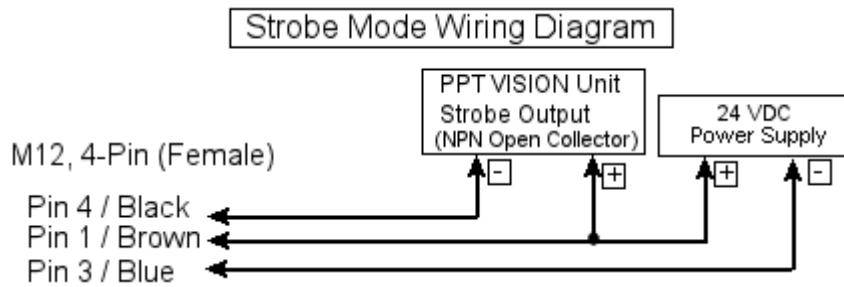 Strobe Mode Wiring Diagram
PPT VISION Unit
Strobe Output
(NPN Open Collector)
24 VDC
Power Supply
M12, 4-Pin (Female)
- + + -
Pin 4 / Black
Pin 1 / Brown
Pin 3 / Blue